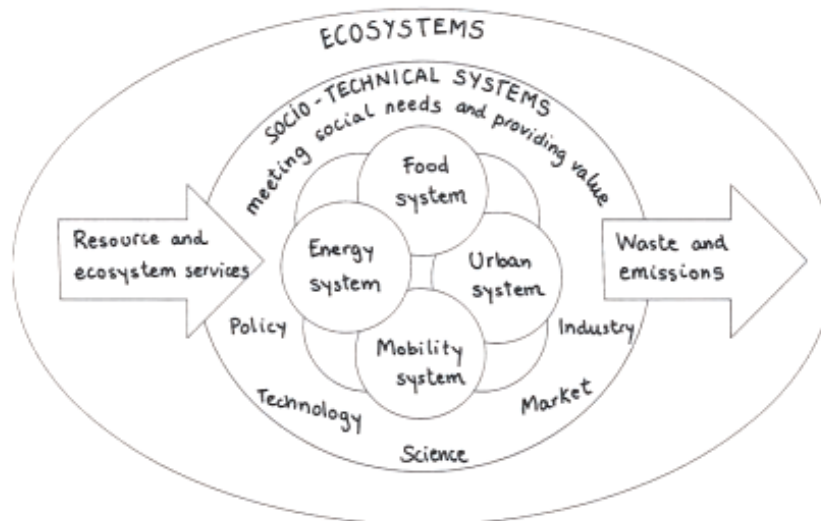 ECOSYSTEMS
SOCIO-TECHNICAL SYSTEMS
meeting social needs and providing value
Food
system
Resource and
ecosystem services
Energy
system
Urban
system
Waste and
emissions
Policy
Industry
Mobility
system
Technology
Market
Science